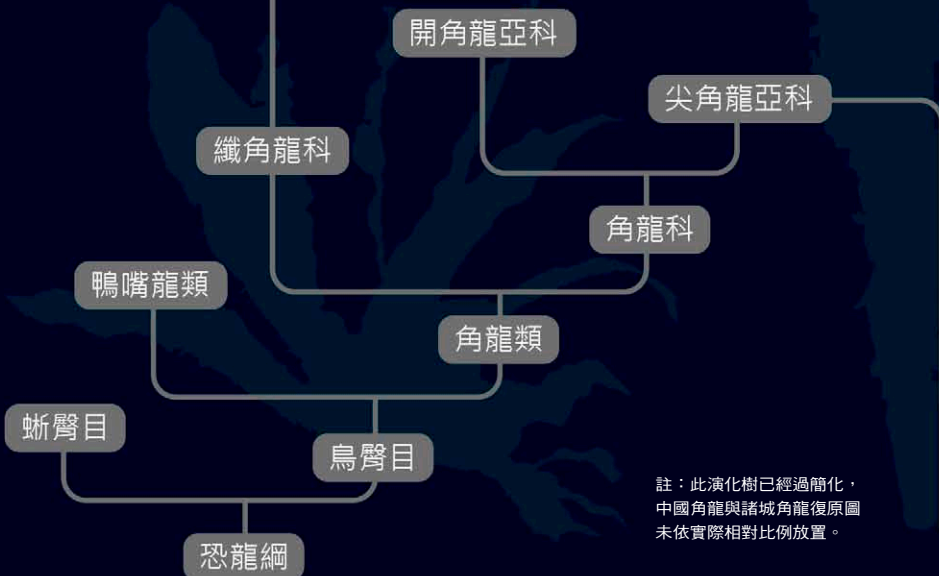 開角龍亞科
尖角龍亞科
纖角龍科
角龍科
鴨嘴龍類
角龍類
蜥臀目
鳥臀目
恐龍綱
註：此演化樹已經過簡化，
中國角龍與諸城角龍復原圖
未依實際相對比例放置。